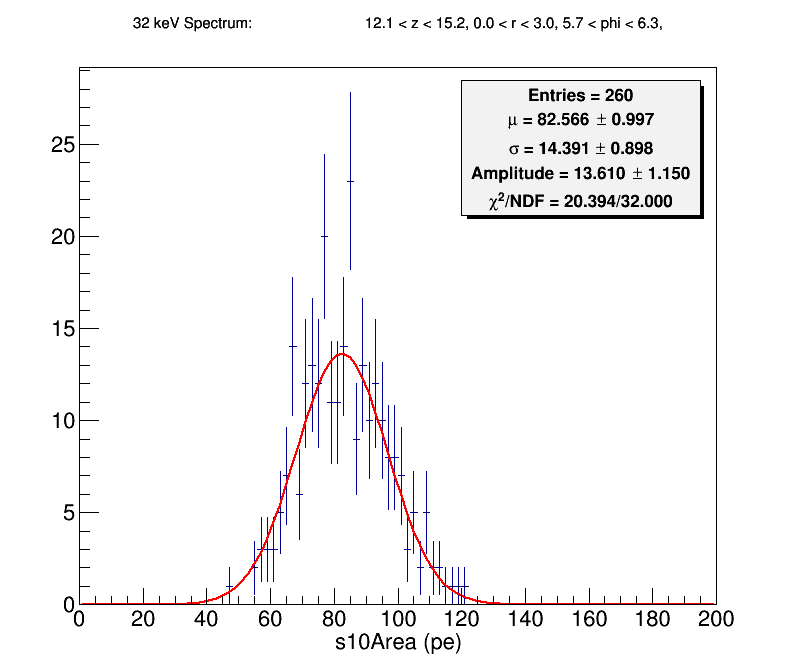 32 keV Spectrum: 12.1 < z < 15.2, 0.0 < r < 3.0, 5.7 < phi < 6.3,
Entries = 260
μ = 82.566 ± 0.997
σ = 14.391 ± 0.898
Amplitude = 13.610 ± 1.150
χ²/NDF = 20.394/32.000
25
20
15
10
5
0
0 20 40 60 80 100 120 140 160 180 200
s10Area (pe)